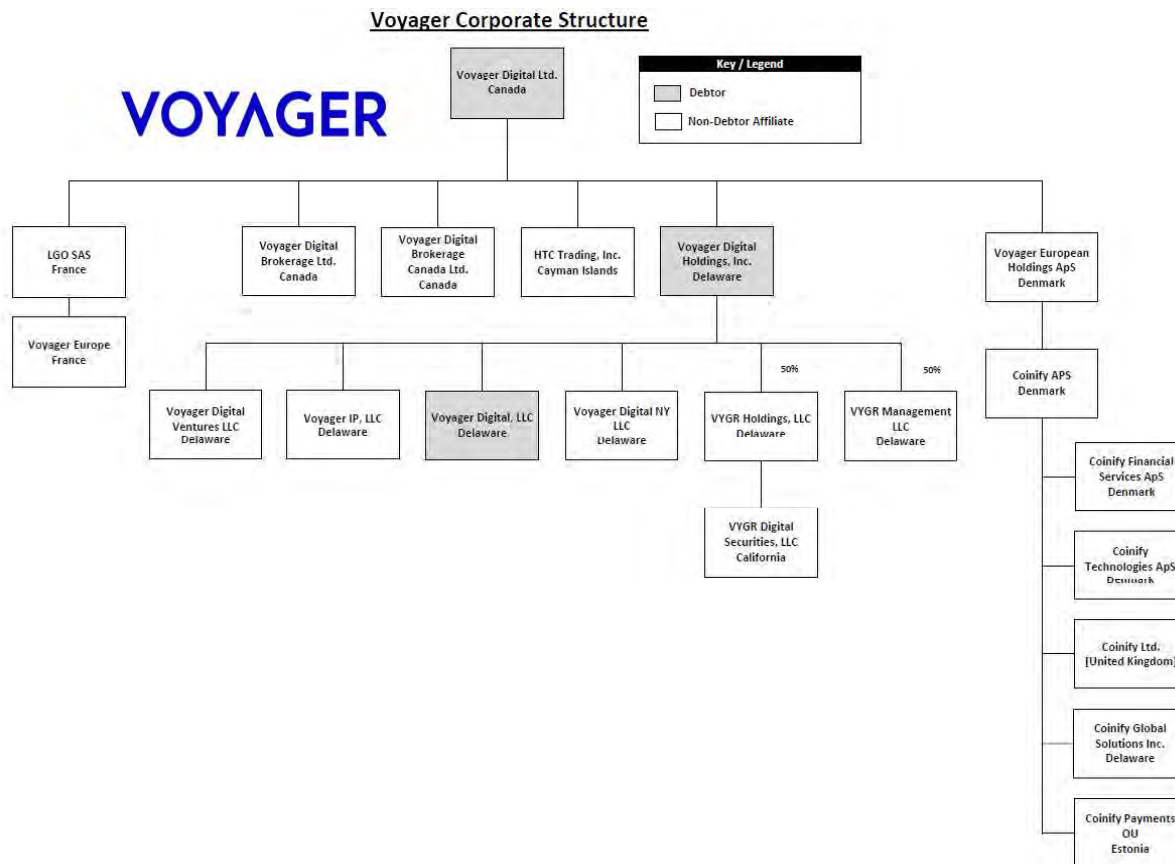 Voyager Corporate Structure
Voyager Digital Ltd.
Canada
Key / Legend
Debtor
Non-Debtor Affiliate
VOYAGER
LGO SAS
France
Voyager Digital
Brokerage Ltd.
Canada
Voyager Digital
Brokerage
Canada Ltd.
Canada
HTC Trading, Inc.
Cayman Islands
Voyager Digital
Holdings, Inc.
Delaware
Voyager European
Holdings ApS
Denmark
Voyager Europe
France
Coinify APS
Denmark
50%
50%
Voyager Digital
Ventures LLC
Delaware
Voyager IP, LLC
Delaware
Voyager Digital, LLC
Delaware
Voyager Digital NY
LLC
Delaware
VYGR Holdings, LLC
Delaware
VYGR Management
LLC
Delaware
VYGR Digital
Securities, LLC
California
Coinify Financial
Services ApS
Denmark
Coinify
Technologies ApS
Denmark
Coinify Ltd.
[United Kingdom]
Coinify Global
Solutions Inc.
Delaware
Coinify Payments
OU
Estonia